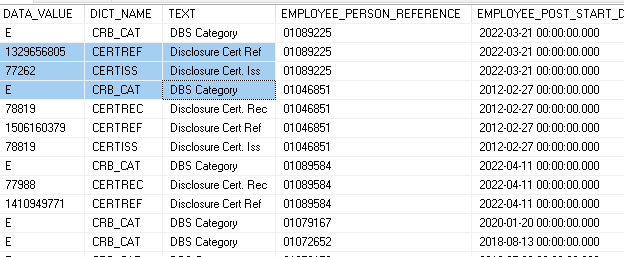 DATA_VALUE DICT_NAME TEXT EMPLOYEE_PERSON_REFERENCE EMPLOYEE_POST_START_D
E CRB_CAT DBS Category 01089225 2022-03-21 00:00:00.000
1329656805 CERTREF Disclosure Cert Ref 01089225 2022-03-21 00:00:00.000
77262 CERTISS Disclosure Cert. Iss 01089225 2022-03-21 00:00:00.000
E CRB_CAT DBS Category 01046851 2012-02-27 00:00:00.000
78819 CERTREC Disclosure Cert. Rec 01046851 2012-02-27 00:00:00.000
1506160379 CERTREF Disclosure Cert Ref 01046851 2012-02-27 00:00:00.000
78819 CERTISS Disclosure Cert. Iss 01046851 2012-02-27 00:00:00.000
E CRB_CAT DBS Category 01089584 2022-04-11 00:00:00.000
77988 CERTREC Disclosure Cert. Rec 01089584 2022-04-11 00:00:00.000
1410949771 CERTREF Disclosure Cert Ref 01089584 2022-04-11 00:00:00.000
E CRB_CAT DBS Category 01079167 2020-01-20 00:00:00.000
E CRB_CAT DBS Category 01072652 2018-08-13 00:00:00.000